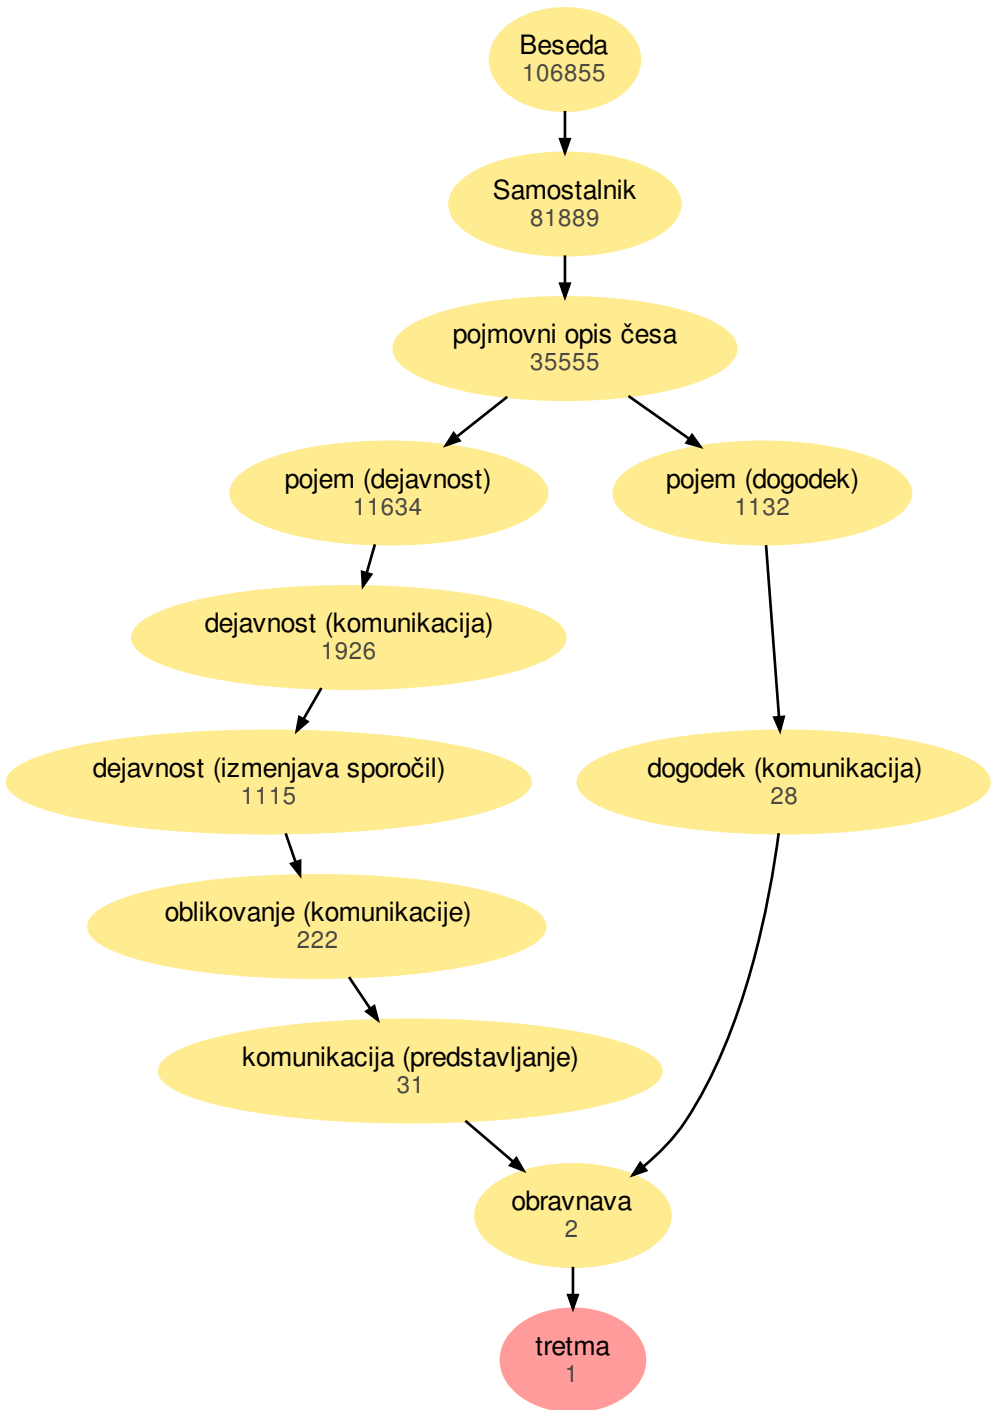 Beseda
106855
Samostalnik
81889
pojmovni opis česa
35555
pojem (dejavnost)
11634
pojem (dogodek)
1132
dejavnost (komunikacija)
1926
dejavnost (izmenjava sporočil)
1115
dogodek (komunikacija)
28
oblikovanje (komunikacije)
222
komunikacija (predstavljanje)
31
obravnava
2
tretma
1